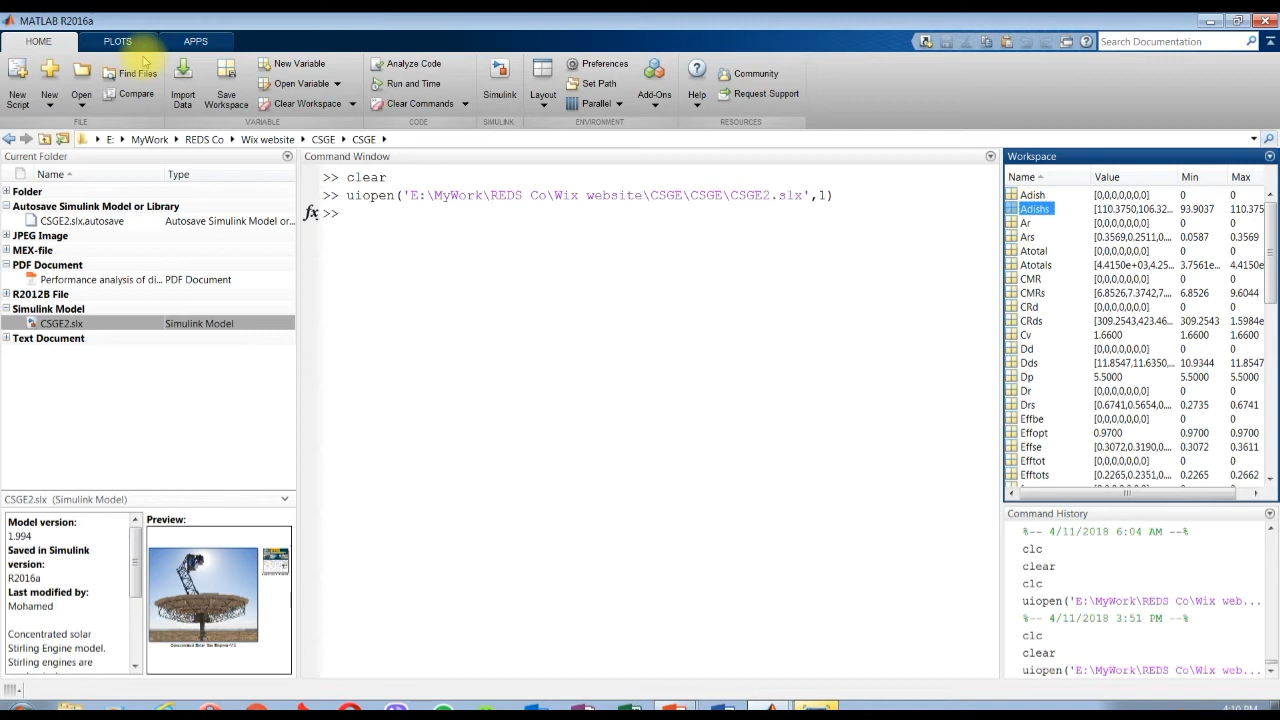 MATLAB R2016a
HOME PLOTS APPS
Search Documentation
New Script
New
Open
Find Files
Compare
Import Data
Save Workspace
New Variable
Open Variable
Clear Workspace
Analyze Code
Run and Time
Clear Commands
Simulink
Layout
Preferences
Set Path
Parallel
Add-Ons
Help
Community
Request Support
FILE VARIABLE CODE SIMULINK ENVIRONMENT RESOURCES
E: MyWork REDS Co Wix website CSGE CSGE
Current Folder
Name Type
Folder
Autosave Simulink Model or Library
CSGE2.slx.autosave Autosave Simulink Model or...
JPEG Image
MEX-file
PDF Document
Performance analysis of di... PDF Document
R2012B File
Simulink Model
CSGE2.slx Simulink Model
Text Document
CSGE2.slx (Simulink Model)
Model version:
1.994
Saved in Simulink
version:
R2016a
Last modified by:
Mohamed
Concentrated solar
Stirling Engine model.
Stirling engines are
Preview:
Command Window
>> clear
>> uiopen('E:\MyWork\REDS Co\Wix website\CSGE\CSGE\CSGE2.slx',1)
fx >>
Workspace
Name Value Min Max
Adish [0,0,0,0,0,0] 0 0
Adishs [110.3750,106.32... 93.9037 110.375
Ar [0,0,0,0,0,0] 0 0
Ars [0.3569,0.2511,0.... 0.0587 0.3569
Atotal [0,0,0,0,0,0] 0 0
Atotals [4.4150e+03,4.25... 3.7561e... 4.4150e
CMR [0,0,0,0,0,0] 0 0
CMRs [6.8526,7.3742,7... 6.8526 9.6044
CRd [0,0,0,0,0,0] 0 0
CRds [309.2543,423.46... 309.2543 1.5984e
Cv 1.6600 1.6600 1.6600
Dd [0,0,0,0,0,0] 0 0
Dds [11.8547,11.6350,... 10.9344 11.8547
Dp 5.5000 5.5000 5.5000
Dr [0,0,0,0,0,0] 0 0
Drs [0.6741,0.5654,0.... 0.2735 0.6741
Effbe [0,0,0,0,0,0] 0 0
Effopt 0.9700 0.9700 0.9700
Effse [0.3072,0.3190,0.... 0.3072 0.3611
Efftot [0,0,0,0,0,0] 0 0
Efftots [0.2265,0.2351,0.... 0.2265 0.2662
Command History
%-- 4/11/2018 6:04 AM --%
clc
clear
clc
uiopen('E:\MyWork\REDS Co\Wix web...
%-- 4/11/2018 3:51 PM --%
clc
clear
uiopen('E:\MyWork\REDS Co\Wix web...
4:10 PM